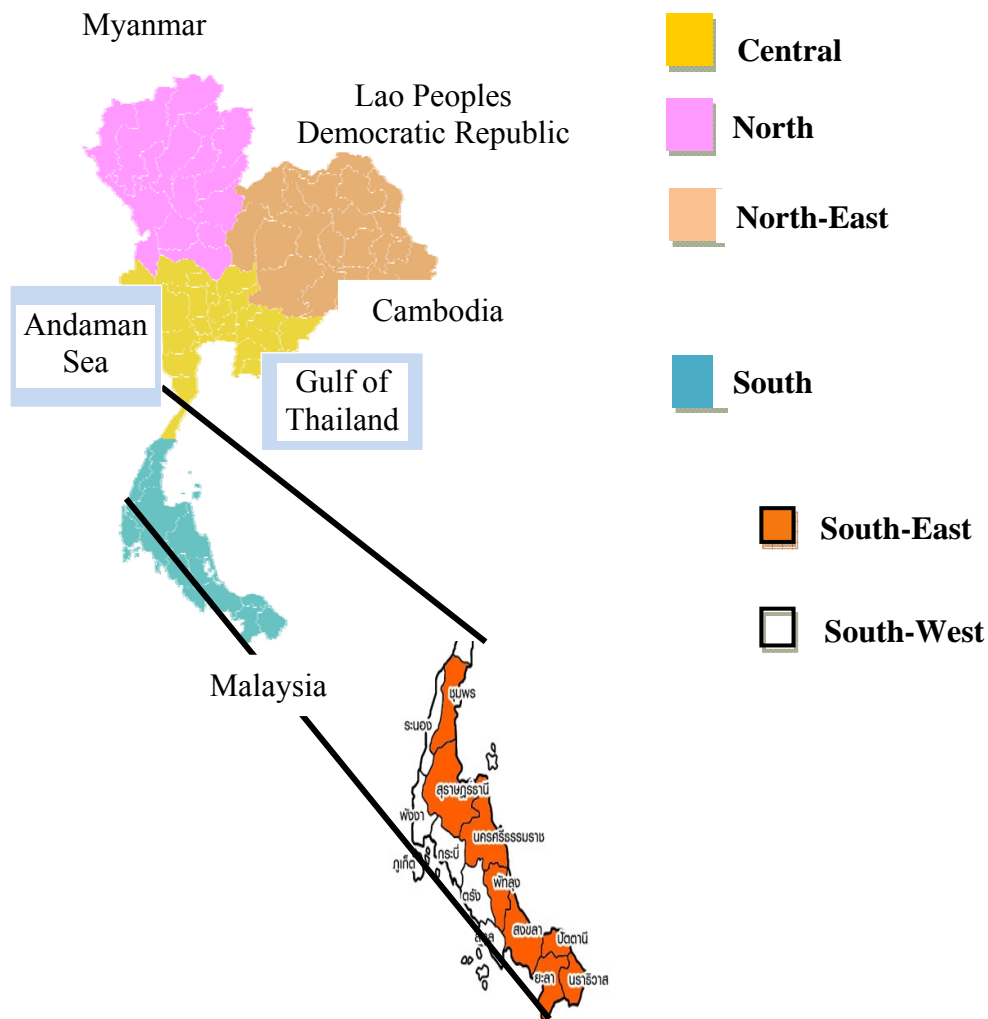 Myanmar
Lao Peoples
Democratic Republic
Cambodia
Andaman
Sea
Gulf of
Thailand
Malaysia
Central
North
North-East
South
South-East
South-West
ชุมพร
ระนอง
สุราษฎร์ธานี
พังงา
นครศรีธรรมราช
กระบี่
ภูเก็ต
พัทลุง
ตรัง
สงขลา
ปัตตานี
ยะลา
นราธิวาส